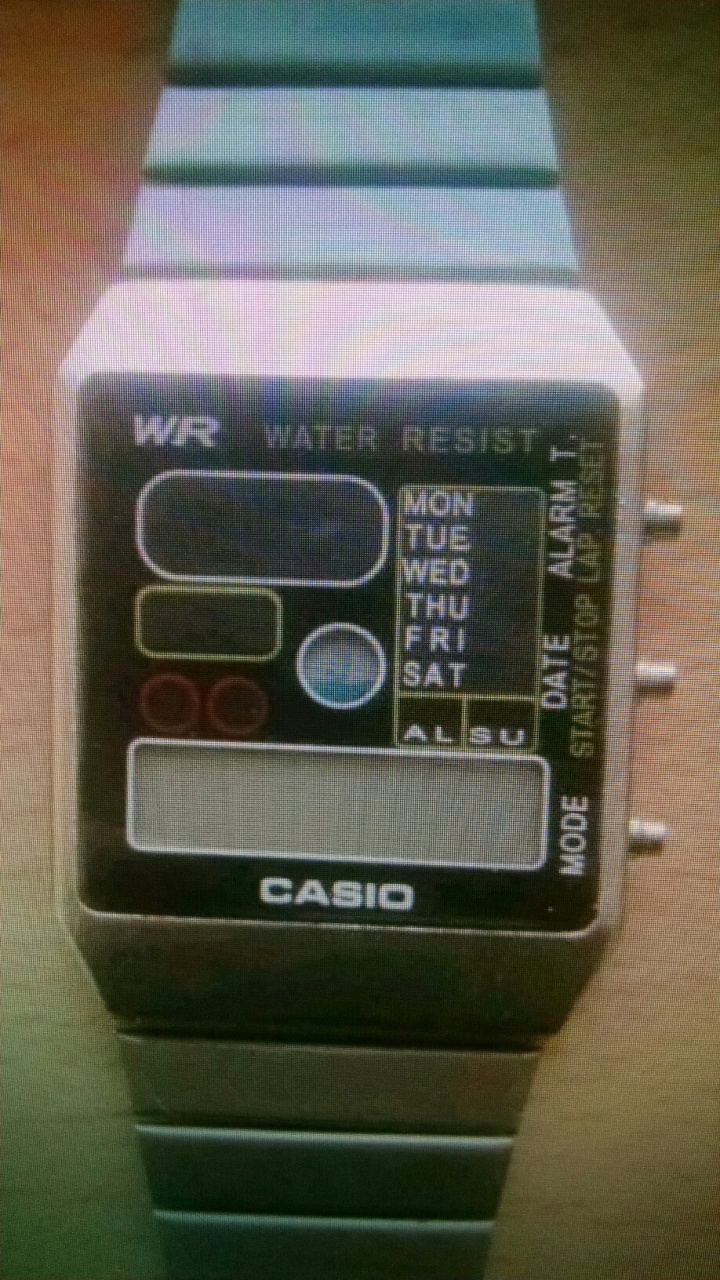 WR WATER RESIST
MON
TUE
WED
THU
FRI
SAT
AL SU
ALARM T.
DATE
MODE
START/STOP LAP. RESET
CASIO